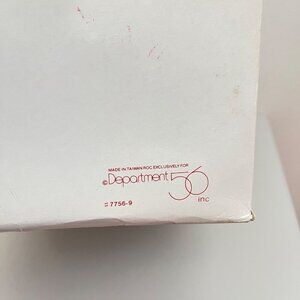 MADE IN TAIWAN, ROC EXCLUSIVELY FOR
© Department 56
inc
# 7756-9